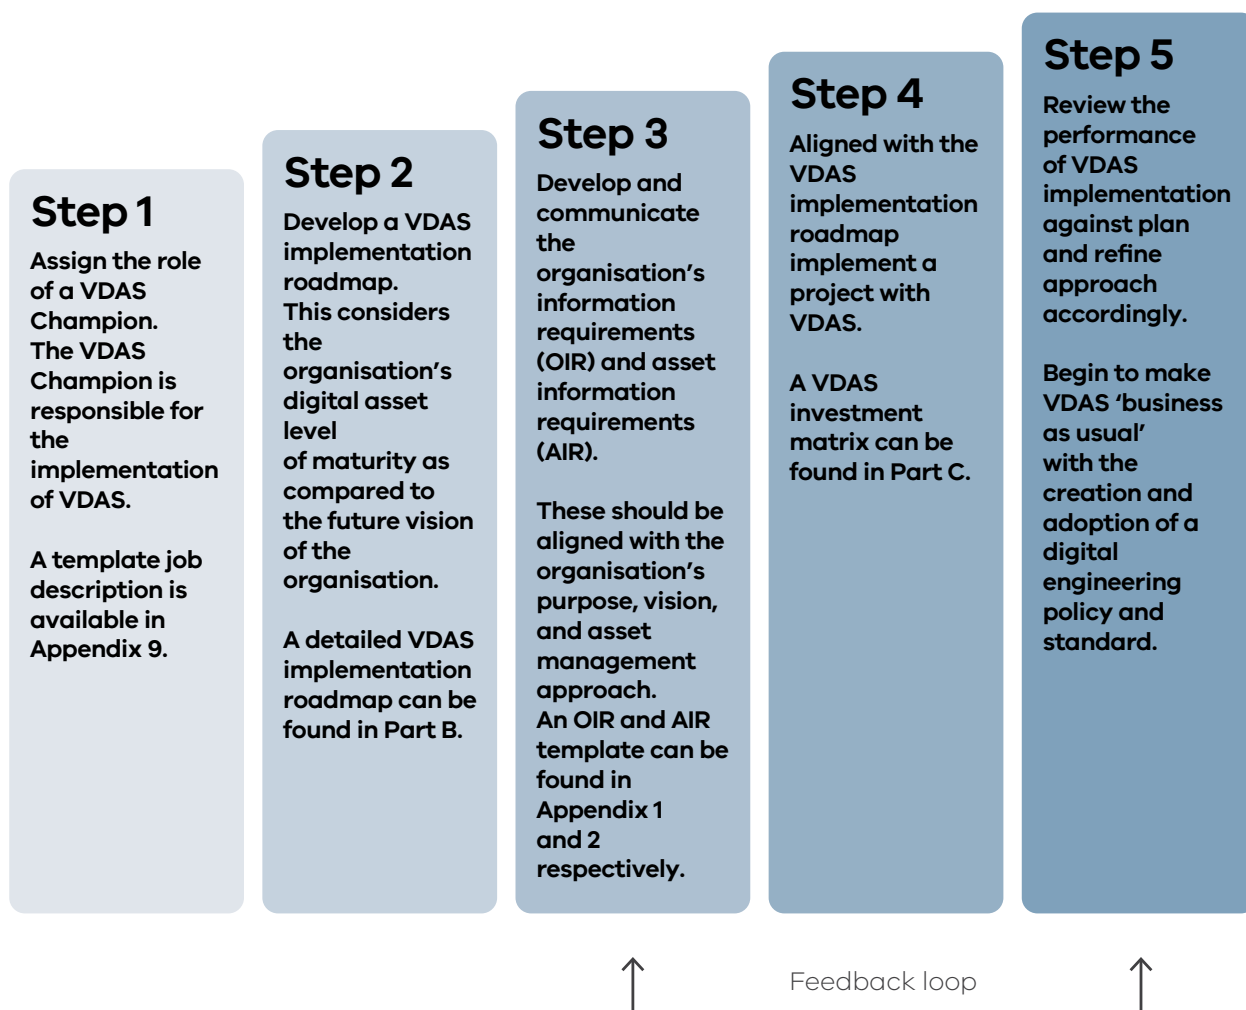 Step 1
Assign the role
of a VDAS
Champion.
The VDAS
Champion is
responsible for
the
implementation
of VDAS.
A template job
description is
available in
Appendix 9.
Step 2
Develop a VDAS
implementation
roadmap.
This considers
the
organisation’s
digital asset
level
of maturity as
compared to
the future vision
of the
organisation.
A detailed VDAS
implementation
roadmap can be
found in Part B.
Step 3
Develop and
communicate
the
organisation’s
information
requirements
(OIR) and asset
information
requirements
(AIR).
These should be
aligned with the
organisation’s
purpose, vision,
and asset
management
approach.
An OIR and AIR
template can be
found in
Appendix 1
and 2
respectively.
Step 4
Aligned with the
VDAS
implementation
roadmap
implement a
project with
VDAS.
A VDAS
investment
matrix can be
found in Part C.
Step 5
Review the
performance
of VDAS
implementation
against plan
and refine
approach
accordingly.
Begin to make
VDAS ‘business
as usual’
with the
creation and
adoption of a
digital
engineering
policy and
standard.
Feedback loop